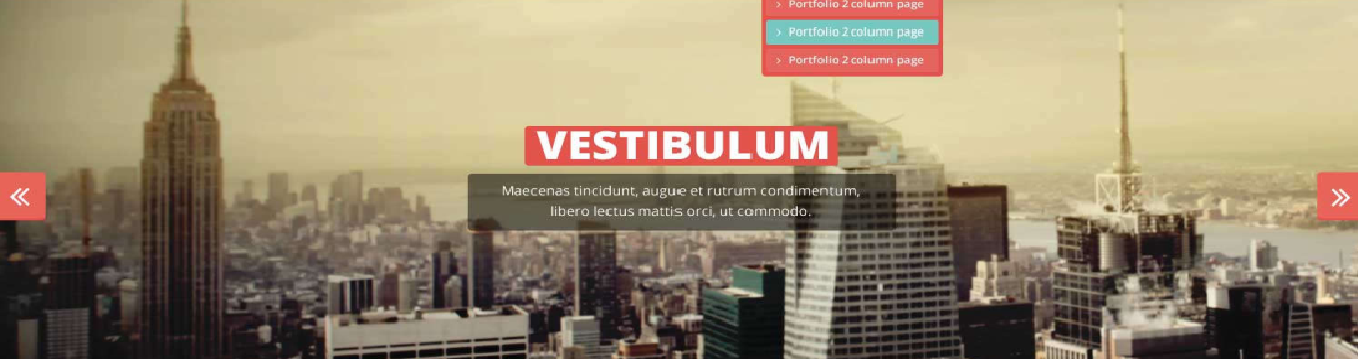 Portfolio 2 column page
Portfolio 2 column page
Portfolio 2 column page
VESTIBULUM
Maecenas tincidunt, augue et rutrum condimentum,
libero lectus mattis orci, ut commodo.